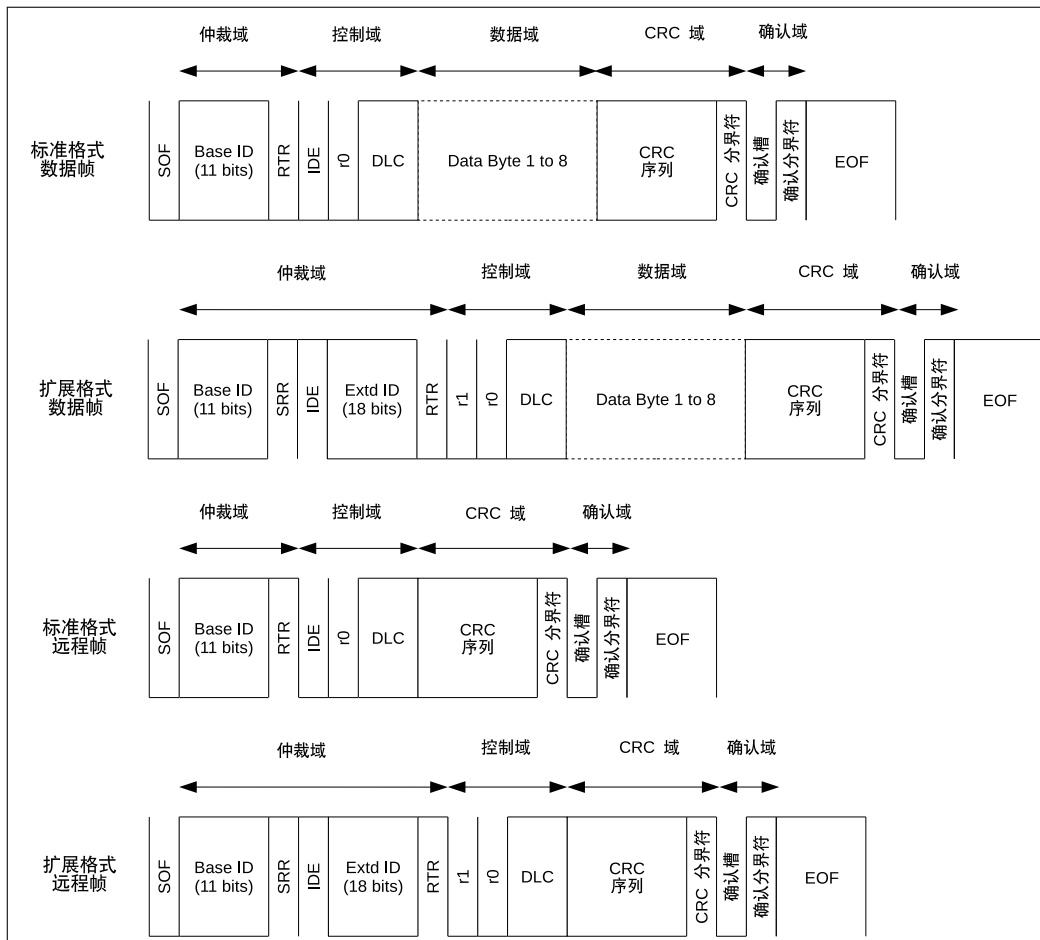 仲裁域 控制域 数据域 CRC 域 确认域
标准格式
数据帧
SOF
Base ID
(11 bits)
RTR
IDE
r0
DLC
Data Byte 1 to 8
CRC
序列
CRC 分界符
确认槽
确认分界符
EOF
仲裁域 控制域 数据域 CRC 域 确认域
扩展格式
数据帧
SOF
Base ID
(11 bits)
SRR
IDE
Extd ID
(18 bits)
RTR
r1
r0
DLC
Data Byte 1 to 8
CRC
序列
CRC 分界符
确认槽
确认分界符
EOF
仲裁域 控制域 CRC 域 确认域
标准格式
远程帧
SOF
Base ID
(11 bits)
RTR
IDE
r0
DLC
CRC
序列
CRC 分界符
确认槽
确认分界符
EOF
仲裁域 控制域 CRC 域 确认域
扩展格式
远程帧
SOF
Base ID
(11 bits)
SRR
IDE
Extd ID
(18 bits)
RTR
r1
r0
DLC
CRC
序列
CRC 分界符
确认槽
确认分界符
EOF